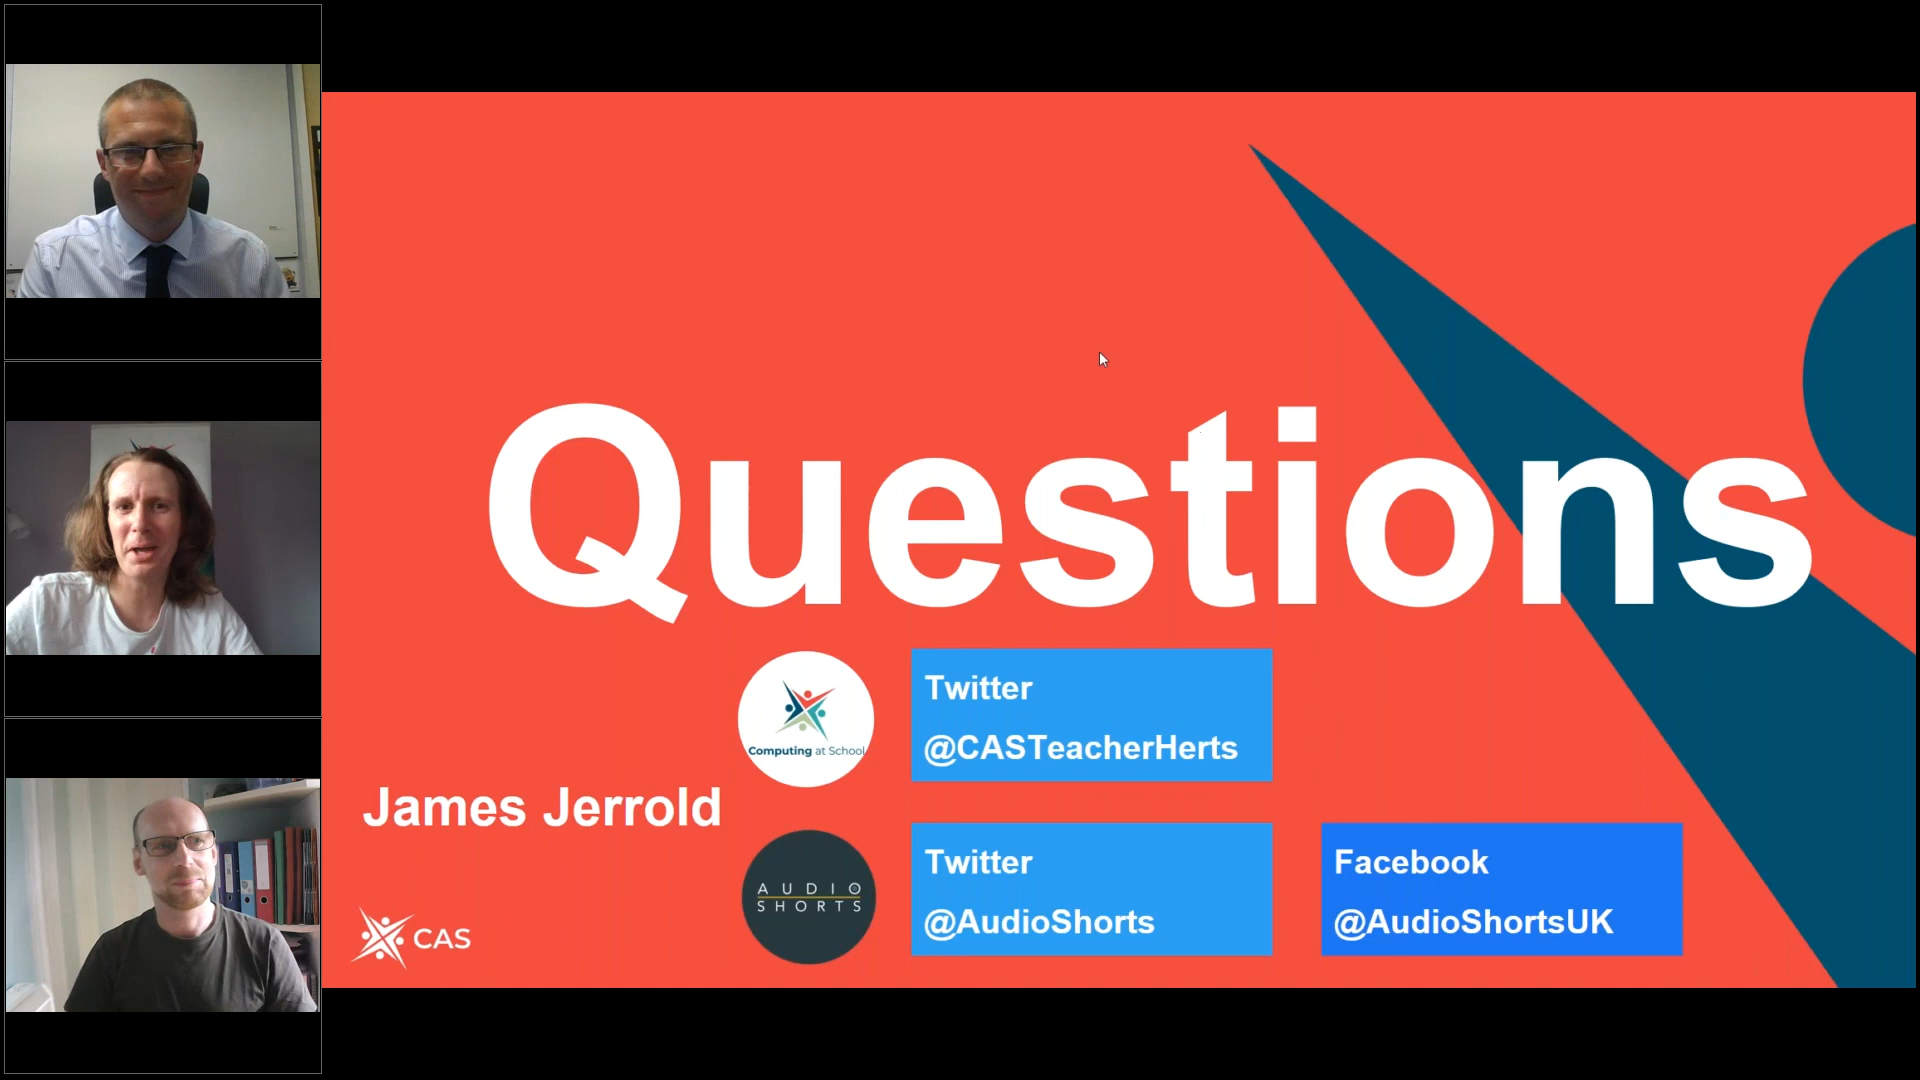 Questions
Twitter
@CASTeacherHerts
Computing at School
James Jerrold
Twitter
@AudioShorts
Facebook
@AudioShortsUK
AUDIO
SHORTS
CAS